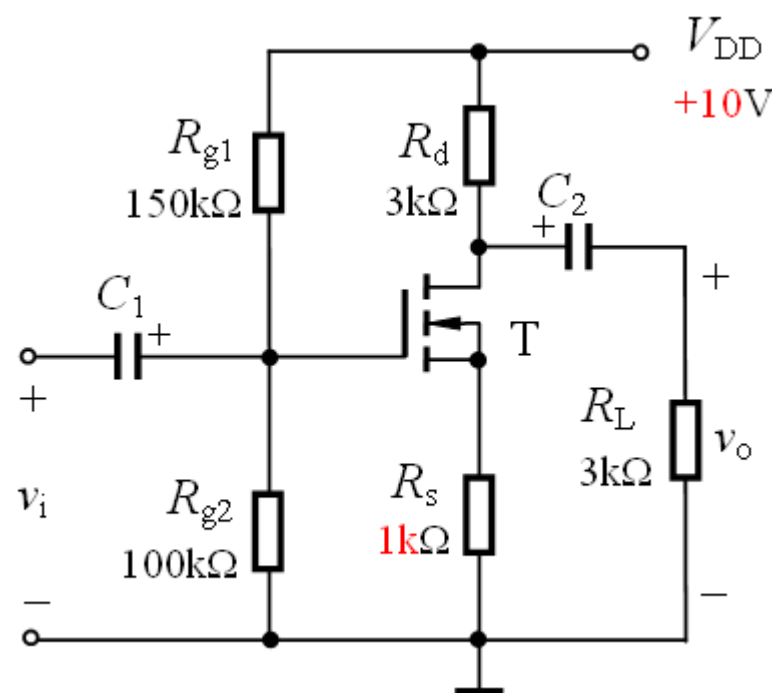 V_DD
+10V
R_g1
150kΩ
R_d
3kΩ
C_2
+
C_1
+
T
+
+
R_L
3kΩ
v_o
v_i
R_g2
100kΩ
R_s
1kΩ
−
−